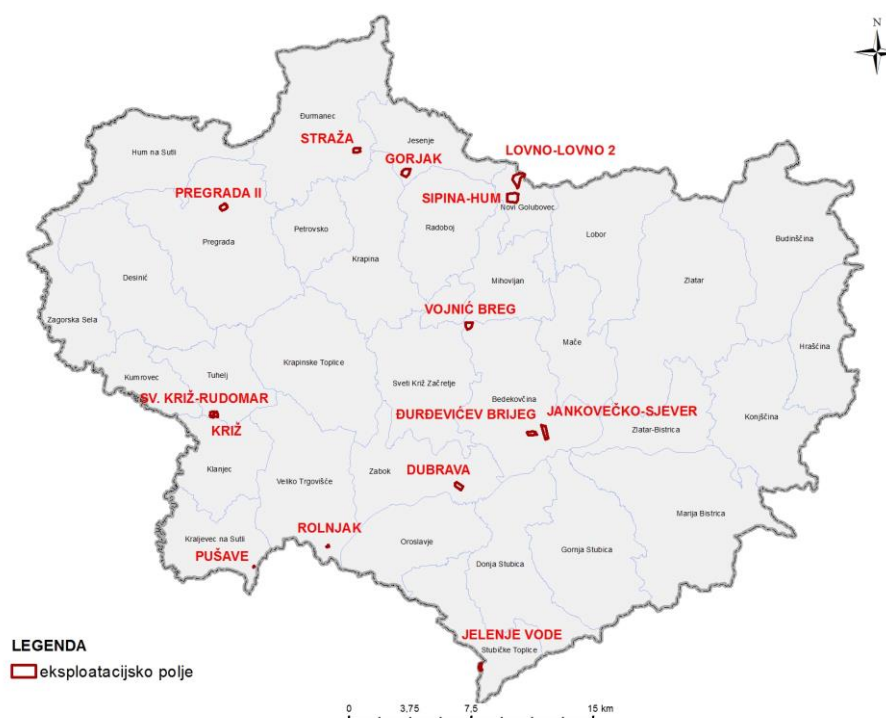 N
Đurmanec
STRAŽA
Jesenje
GORJAK
LOVNO-LOVNO 2
Hum na Sutli
PREGRADA II
SIPINA-HUM
Novi Golubovec
Pregrada
Petrovsko
Radoboj
Lobor
Budinščina
Krapina
Desinić
Mihovljan
Zlatar
Zagorska Sela
VOJNIĆ BREG
Mače
Hrašćina
Krapinske Toplice
Kumrovec
Tuhelj
Sveti Križ Začretje
SV. KRIŽ-RUDOMAR
Bedekovčina
ĐURĐEVIĆEV BRIJEG
JANKOVEČKO-SJEVER
KRIŽ
Zlatar-Bistrica
Konjščina
Klanjec
Veliko Trgovišće
Zabok
DUBRAVA
Marija Bistrica
ROLNJAK
Kraljevec na Sutli
Oroslavje
PUŠAVE
Donja Stubica
Gornja Stubica
JELENJE VODE
Stubičke Toplice
LEGENDA
eksploatacijsko polje
0 3,75 7,5 15 km